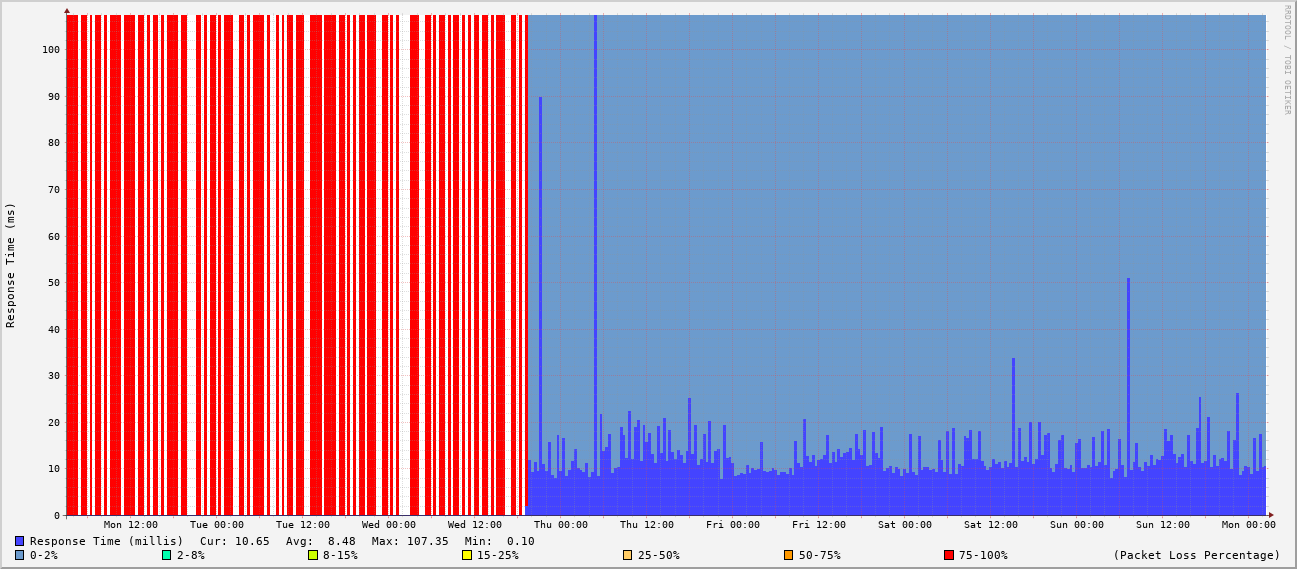 RRDTOOL / TOBI OETIKER
Response Time (ms)
100
90
80
70
60
50
40
30
20
10
0
Mon 12:00 Tue 00:00 Tue 12:00 Wed 00:00 Wed 12:00 Thu 00:00 Thu 12:00 Fri 00:00 Fri 12:00 Sat 00:00 Sat 12:00 Sun 00:00 Sun 12:00 Mon 00:00
Response Time (millis) Cur: 10.65 Avg: 8.48 Max: 107.35 Min: 0.10
0-2% 2-8% 8-15% 15-25% 25-50% 50-75% 75-100% (Packet Loss Percentage)